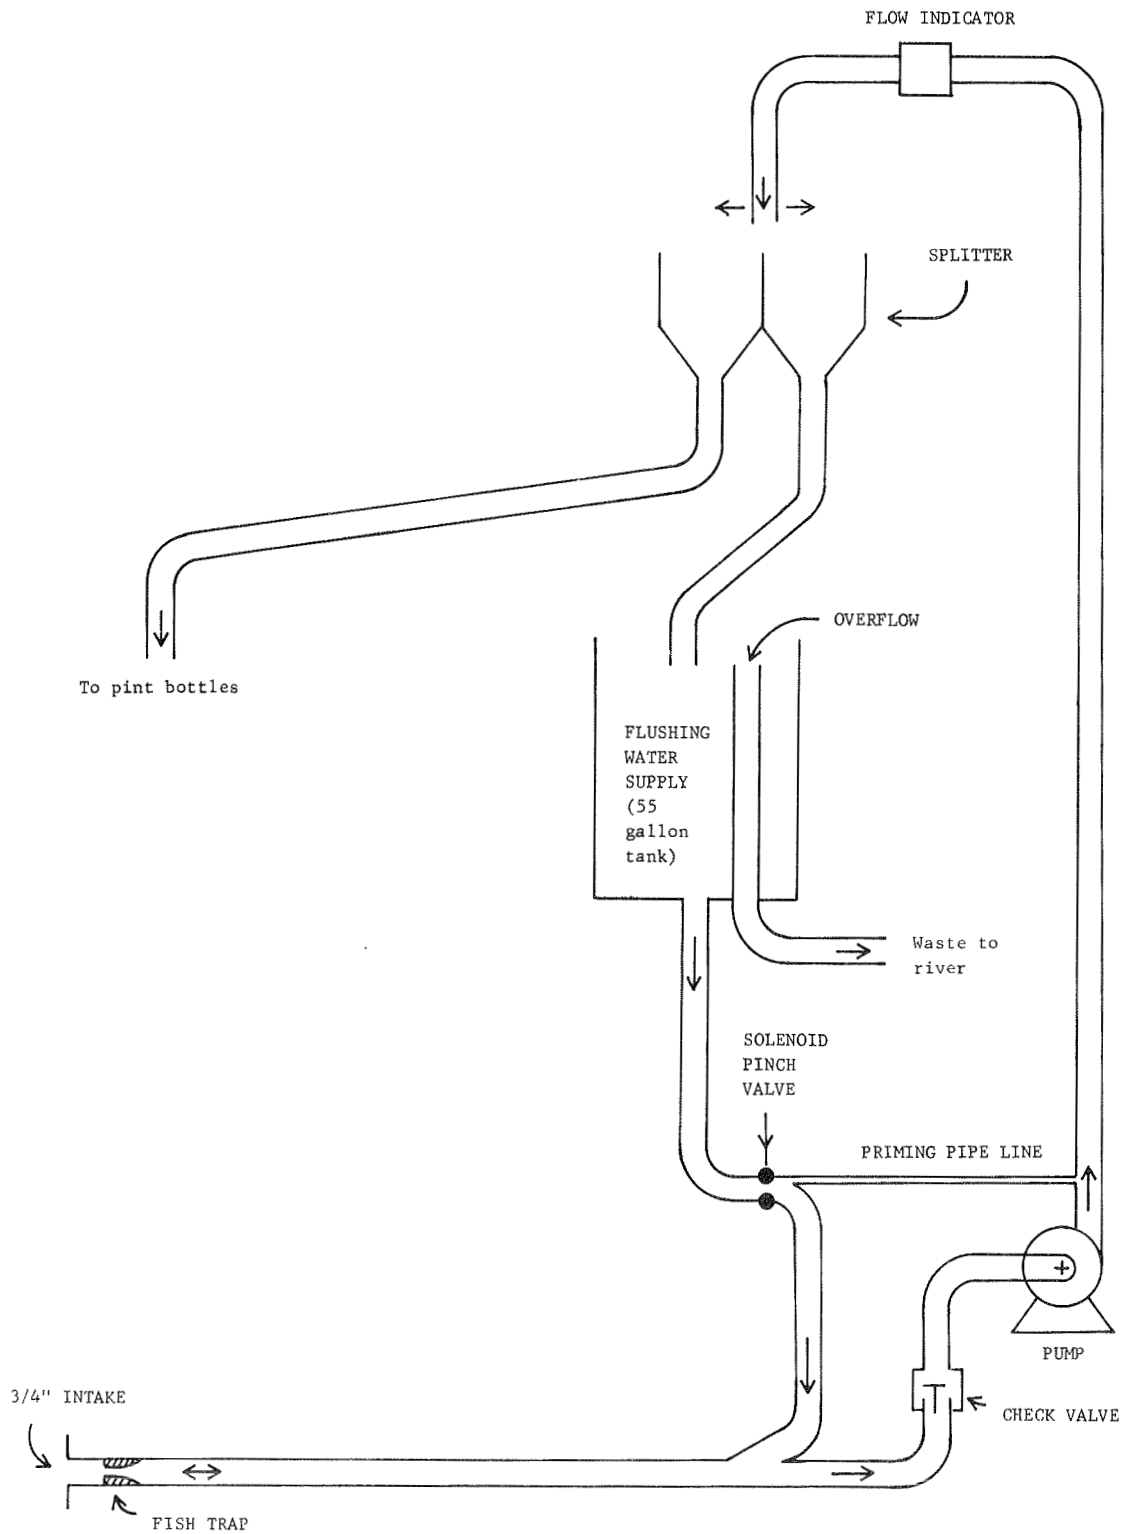 FLOW INDICATOR
SPLITTER
OVERFLOW
To pint bottles
FLUSHING
WATER
SUPPLY
(55
gallon
tank)
Waste to
river
SOLENOID
PINCH
VALVE
PRIMING PIPE LINE
PUMP
3/4" INTAKE
CHECK VALVE
FISH TRAP